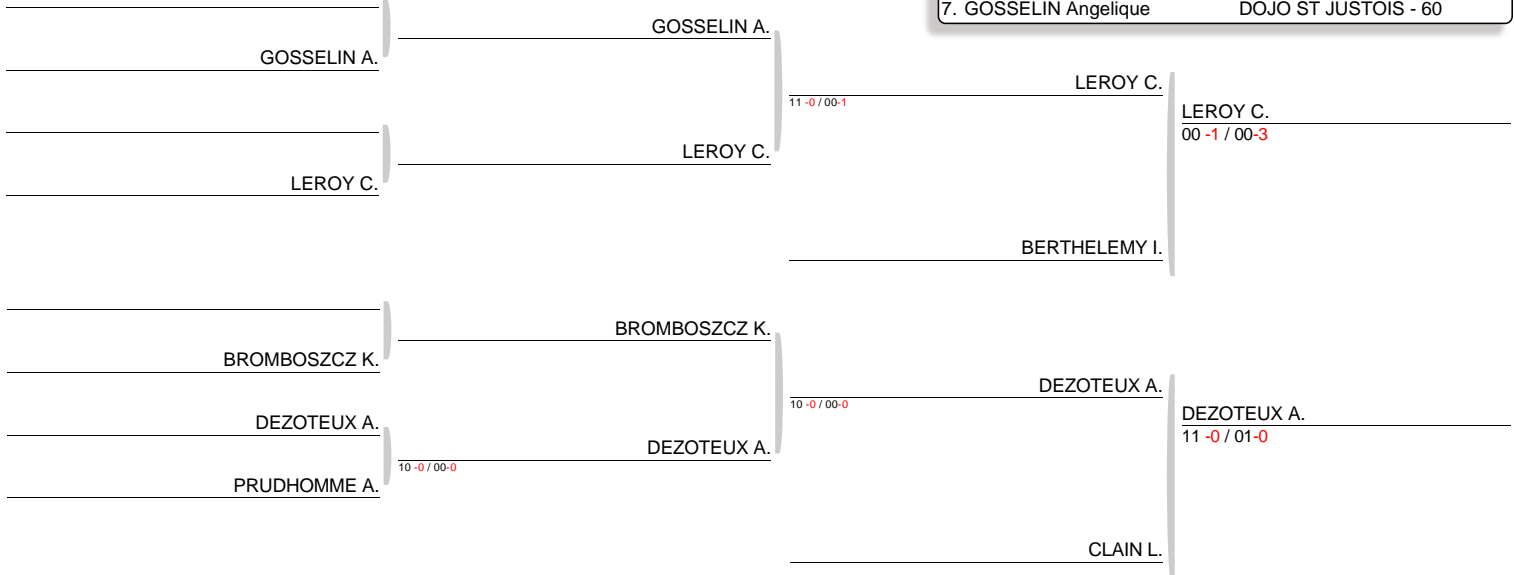 7. GOSSELIN Angelique DOJO ST JUSTOIS - 60
GOSSELIN A.
GOSSELIN A.
LEROY C.
11 -0 / 00-1
LEROY C.
00 -1 / 00-3
LEROY C.
LEROY C.
BERTHELEMY I.
BROMBOSZCZ K.
BROMBOSZCZ K.
DEZOTEUX A.
10 -0 / 00-0
DEZOTEUX A.
11 -0 / 01-0
DEZOTEUX A.
DEZOTEUX A.
10 -0 / 00-0
PRUDHOMME A.
CLAIN L.